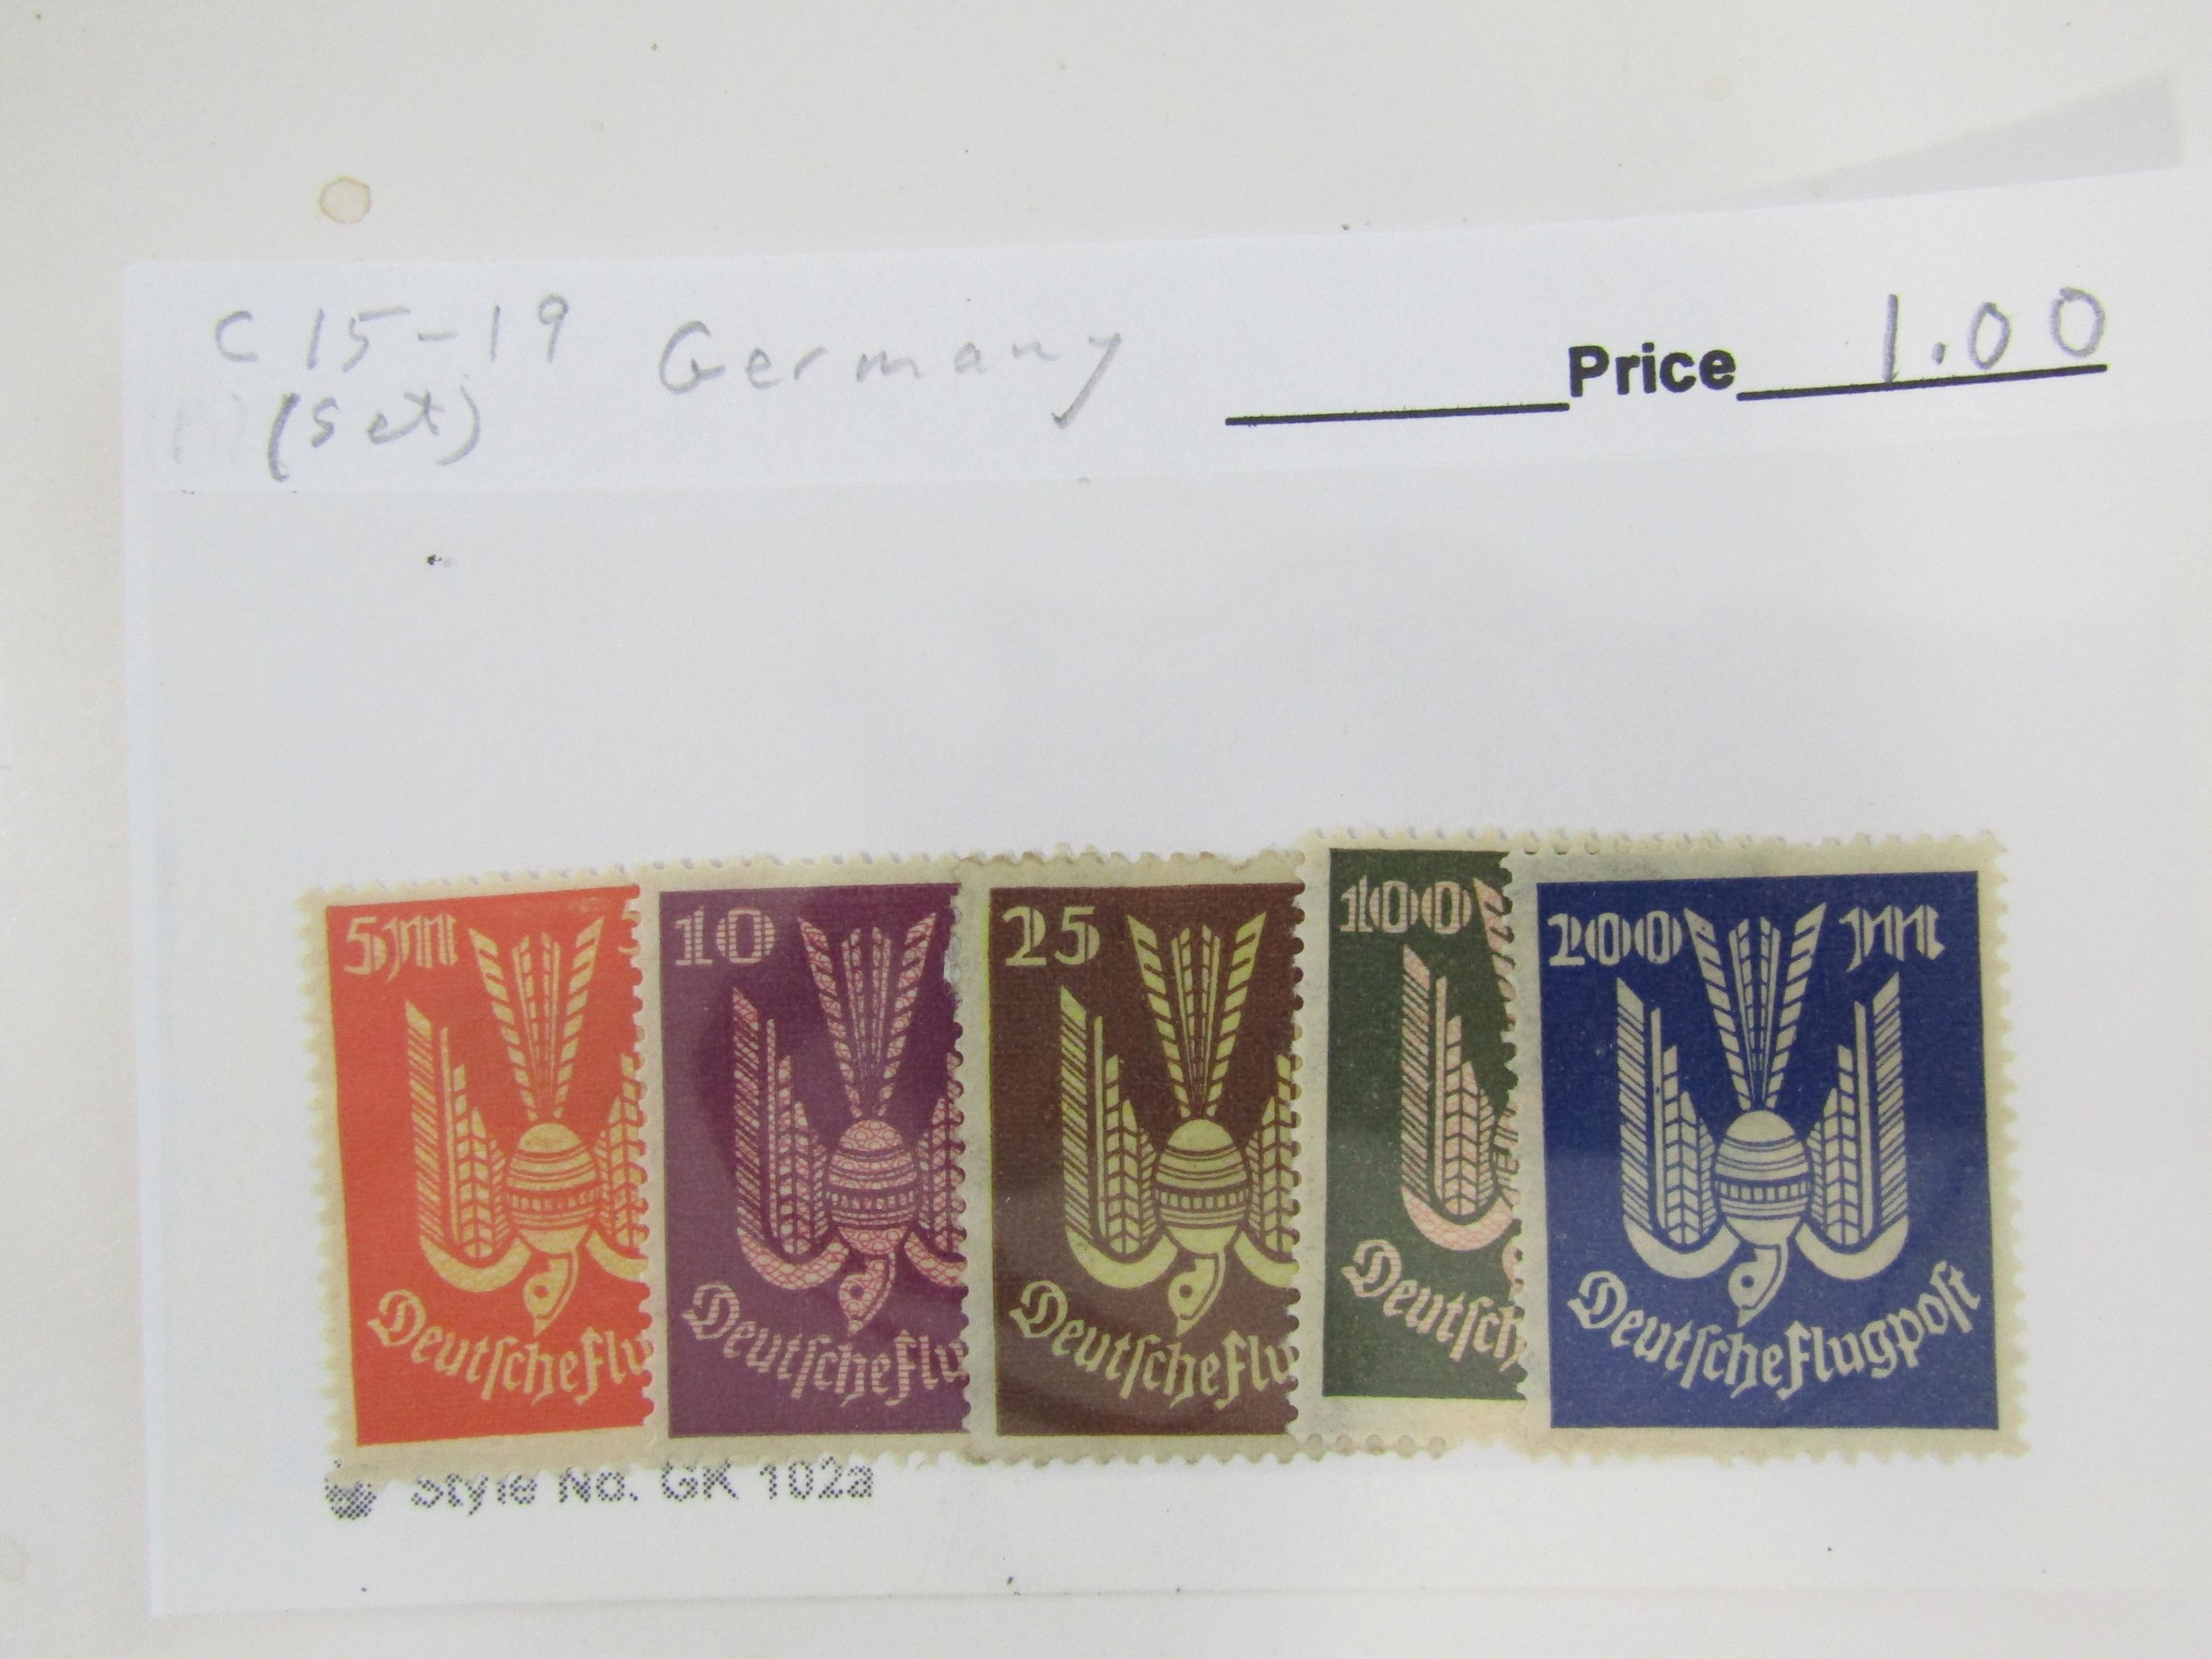 C 15-19 Germany Price 1.00
(set)
5 M 5
10
25
100
200 M
Deutsche Flu
Deutsche Flu
Deutsche Flu
Deutsch
Deutsche Flugpost
Style No. GK 102a